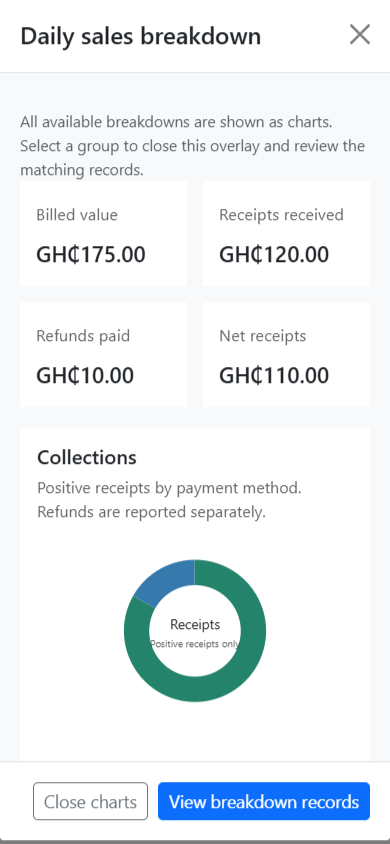 Daily sales breakdown
All available breakdowns are shown as charts.
Select a group to close this overlay and review the
matching records.
Billed value
GH₵175.00
Receipts received
GH₵120.00
Refunds paid
GH₵10.00
Net receipts
GH₵110.00
Collections
Positive receipts by payment method.
Refunds are reported separately.
Receipts
Positive receipts only
Close charts
View breakdown records